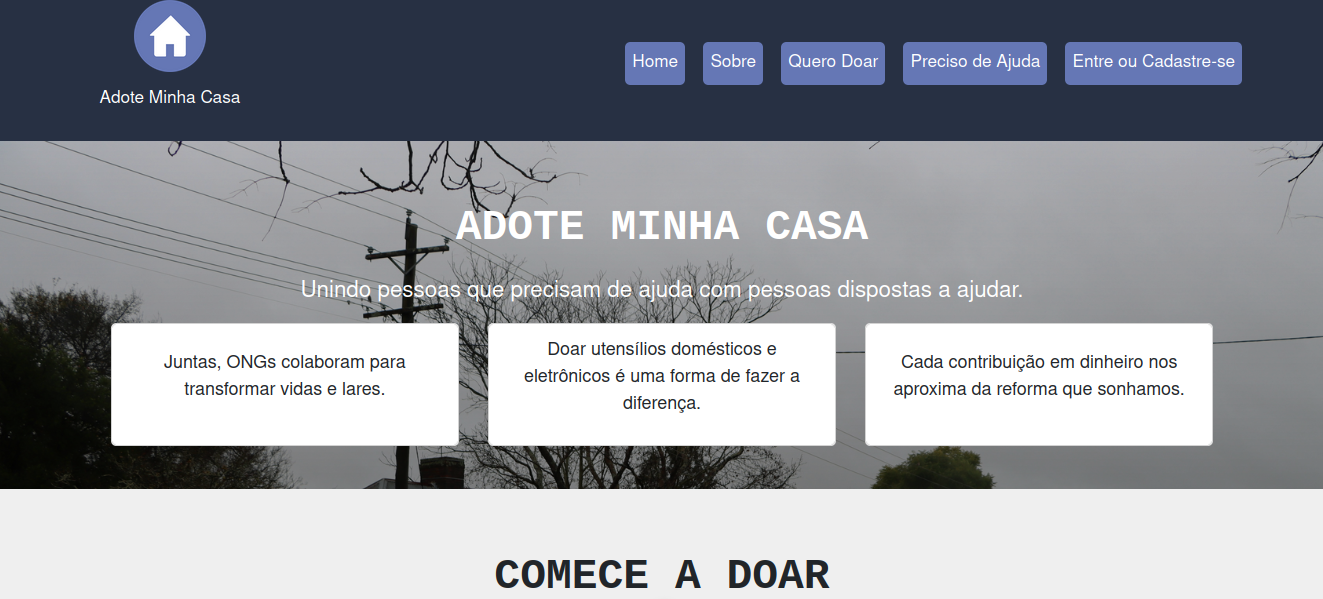 Adote Minha Casa
Home
Sobre
Quero Doar
Preciso de Ajuda
Entre ou Cadastre-se
ADOTE MINHA CASA
Unindo pessoas que precisam de ajuda com pessoas dispostas a ajudar.
Juntas, ONGs colaboram para
transformar vidas e lares.
Doar utensílios domésticos e
eletrônicos é uma forma de fazer a
diferença.
Cada contribuição em dinheiro nos
aproxima da reforma que sonhamos.
COMECE A DOAR